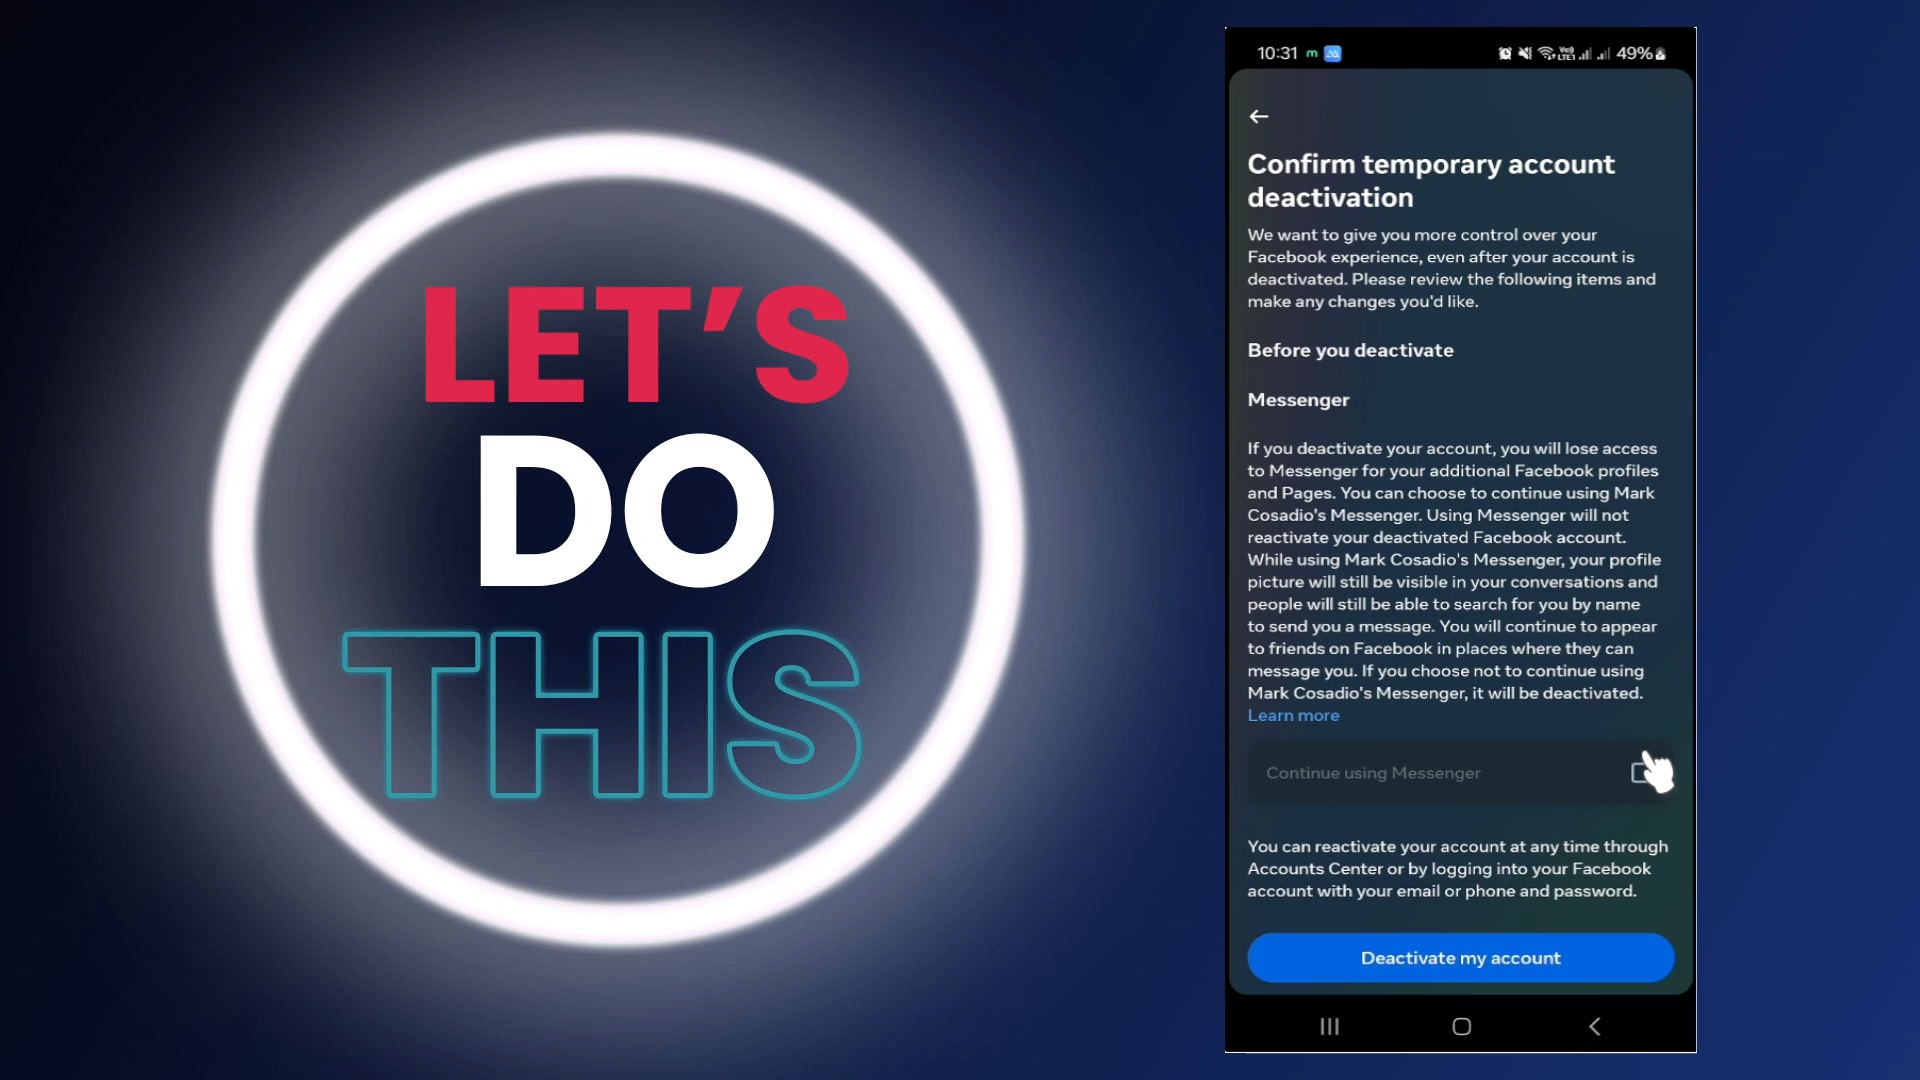 LET'S
DO
THIS
10:31
49%
Confirm temporary account
deactivation
We want to give you more control over your
Facebook experience, even after your account is
deactivated. Please review the following items and
make any changes you'd like.
Before you deactivate
Messenger
If you deactivate your account, you will lose access
to Messenger for your additional Facebook profiles
and Pages. You can choose to continue using Mark
Cosadio's Messenger. Using Messenger will not
reactivate your deactivated Facebook account.
While using Mark Cosadio's Messenger, your profile
picture will still be visible in your conversations and
people will still be able to search for you by name
to send you a message. You will continue to appear
to friends on Facebook in places where they can
message you. If you choose not to continue using
Mark Cosadio's Messenger, it will be deactivated.
Learn more
Continue using Messenger
You can reactivate your account at any time through
Accounts Center or by logging into your Facebook
account with your email or phone and password.
Deactivate my account